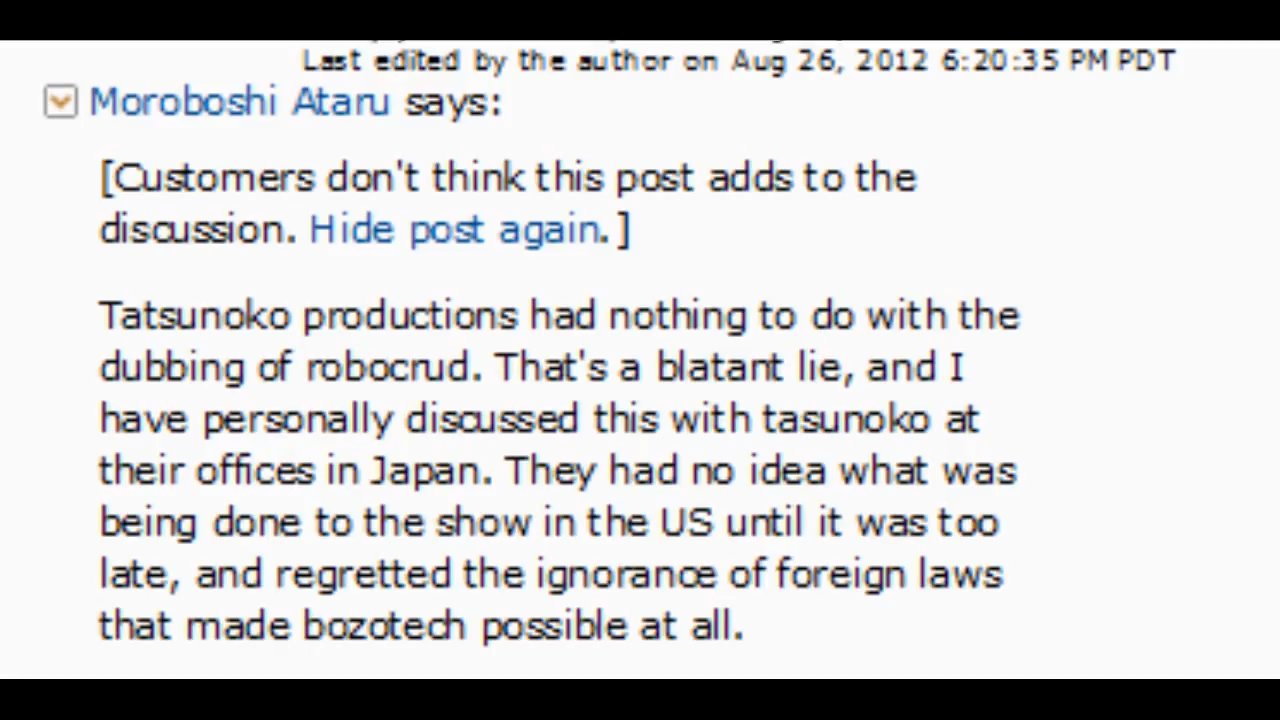 Last edited by the author on Aug 26, 2012 6:20:35 PM PDT
Moroboshi Ataru says:
[Customers don't think this post adds to the
discussion. Hide post again.]
Tatsunoko productions had nothing to do with the
dubbing of robocrud. That's a blatant lie, and I
have personally discussed this with tasunoko at
their offices in Japan. They had no idea what was
being done to the show in the US until it was too
late, and regretted the ignorance of foreign laws
that made bozotech possible at all.